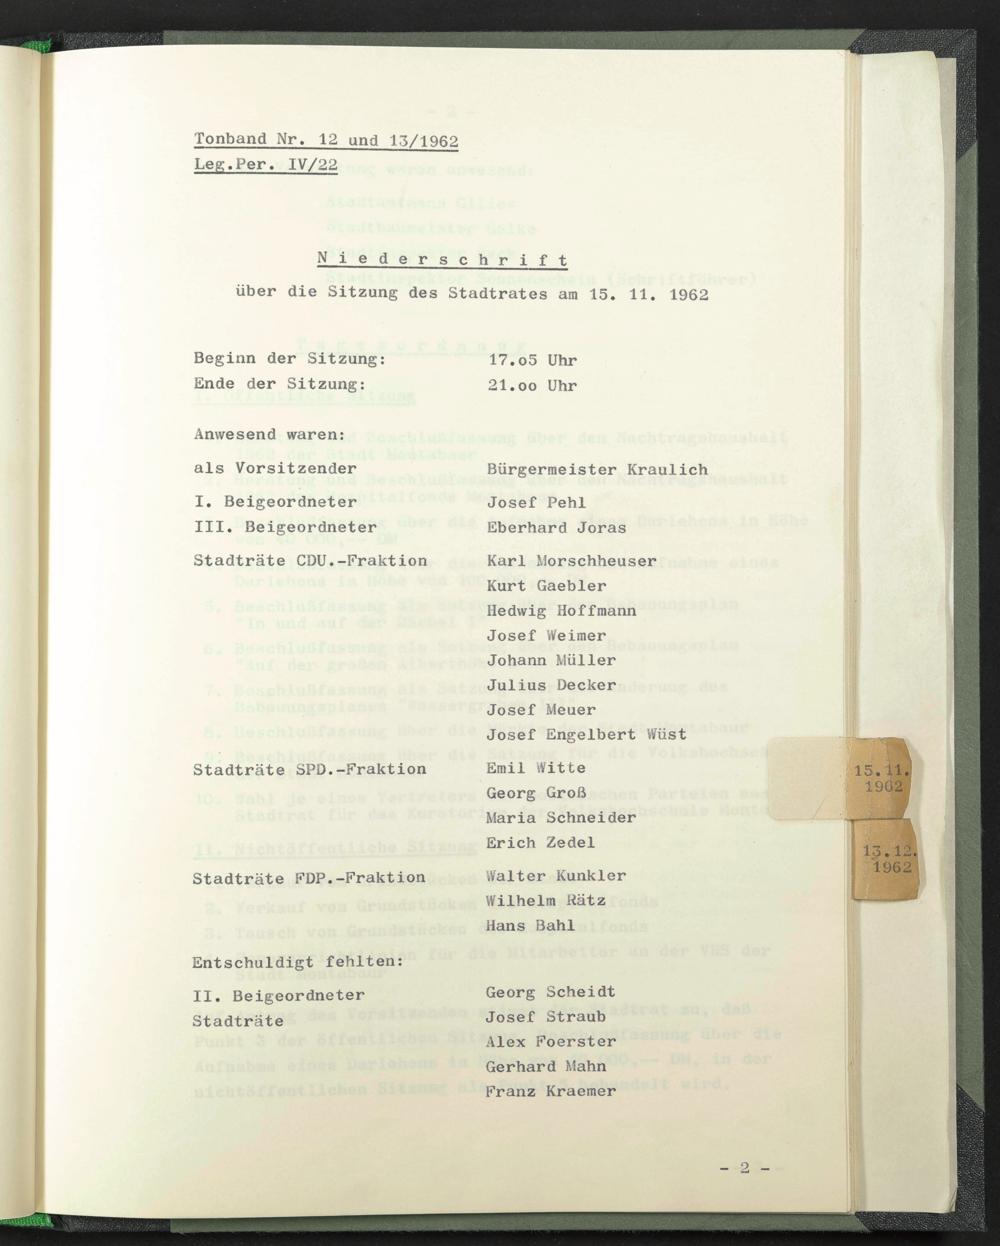 Tonband Nr. 12 und 13/1962
Leg.Per. IV/22
N i e d e r s c h r i f t
über die Sitzung des Stadtrates am 15. 11. 1962
Beginn der Sitzung: 17.o5 Uhr
Ende der Sitzung: 21.oo Uhr
Anwesend waren:
als Vorsitzender Bürgermeister Kraulich
I. Beigeordneter Josef Pehl
III. Beigeordneter Eberhard Joras
Stadträte CDU.-Fraktion Karl Morschheuser
Kurt Gaebler
Hedwig Hoffmann
Josef Weimer
Johann Müller
Julius Decker
Josef Meuer
Josef Engelbert Wüst
Stadträte SPD.-Fraktion Emil Witte
Georg Groß
Maria Schneider
Erich Zedel
Stadträte FDP.-Fraktion Walter Kunkler
Wilhelm Rätz
Hans Bahl
Entschuldigt fehlten:
II. Beigeordneter Georg Scheidt
Stadträte Josef Straub
Alex Foerster
Gerhard Mahn
Franz Kraemer
- 2 -
15.11.
1962
13.12.
1962